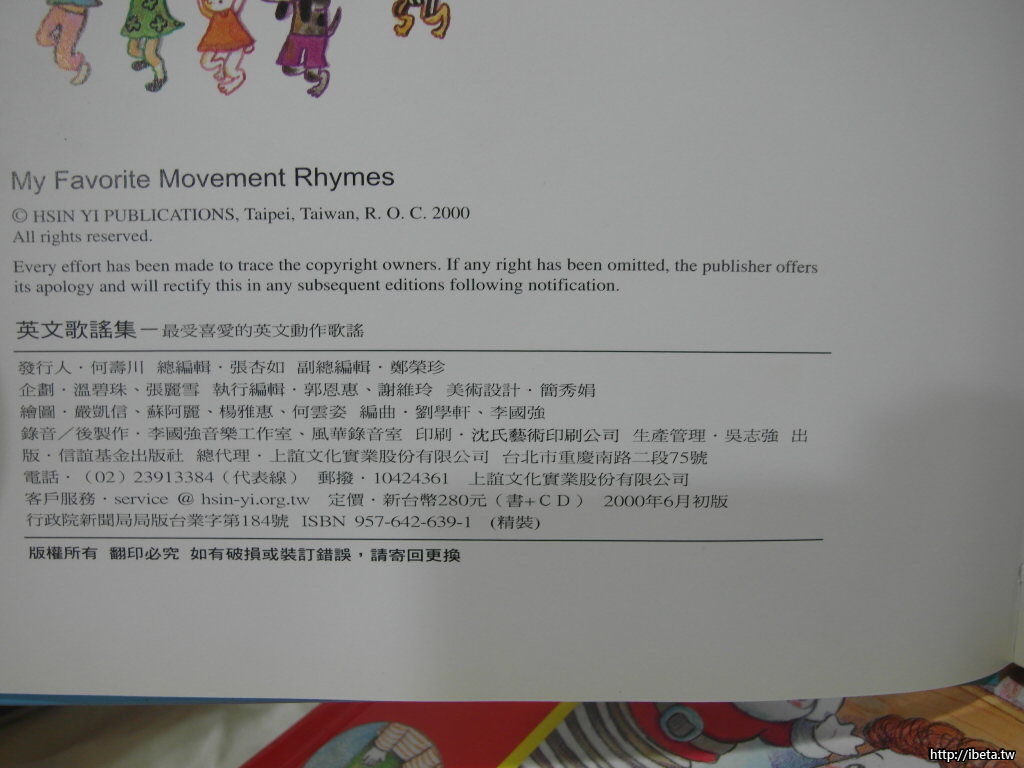 My Favorite Movement Rhymes
© HSIN YI PUBLICATIONS, Taipei, Taiwan, R. O. C. 2000
All rights reserved.
Every effort has been made to trace the copyright owners. If any right has been omitted, the publisher offers
its apology and will rectify this in any subsequent editions following notification.
英文歌謠集－最受喜愛的英文動作歌謠
發行人．何壽川 總編輯．張杏如 副總編輯．鄭榮珍
企劃．溫碧珠、張麗雪 執行編輯．郭恩惠、謝維玲 美術設計．簡秀娟
繪圖．嚴凱信、蘇阿麗、楊雅惠、何雲姿 編曲．劉學軒、李國強
錄音／後製作．李國強音樂工作室、風華錄音室 印刷．沈氏藝術印刷公司 生產管理．吳志強 出
版．信誼基金出版社 總代理．上誼文化實業股份有限公司 台北市重慶南路二段75號
電話．（02）23913384（代表線） 郵撥．10424361 上誼文化實業股份有限公司
客戶服務．service @ hsin-yi.org.tw 定價．新台幣280元（書+ＣＤ） 2000年6月初版
行政院新聞局局版台業字第184號 ISBN 957-642-639-1 (精裝)
版權所有 翻印必究 如有破損或裝訂錯誤，請寄回更換
http://ibeta.tw